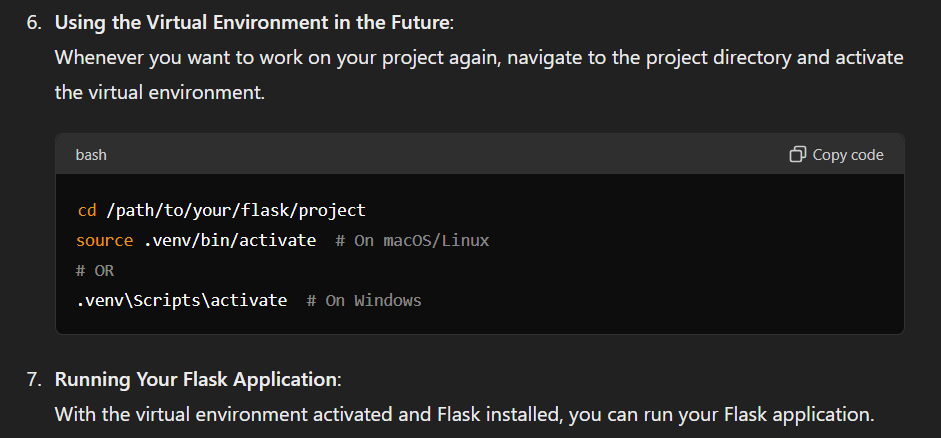 6. Using the Virtual Environment in the Future:
Whenever you want to work on your project again, navigate to the project directory and activate
the virtual environment.
bash
Copy code
cd /path/to/your/flask/project
source .venv/bin/activate  # On macOS/Linux
# OR
.venv\Scripts\activate  # On Windows
7. Running Your Flask Application:
With the virtual environment activated and Flask installed, you can run your Flask application.